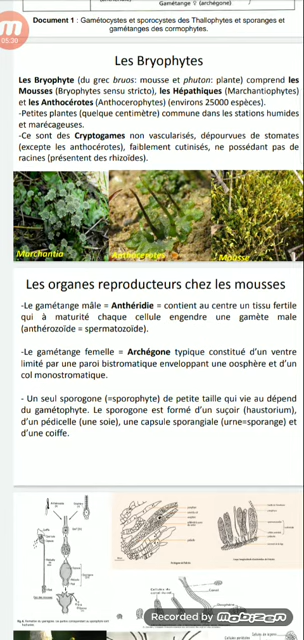 Gamétange ♀ (archégone)
05:20
Document 1 : Gamétocystes et sporocystes des Thallophytes et sporanges et
gamétanges des cormophytes.
Les Bryophytes
Les Bryophyte (du grec bruos: mousse et phuton: plante) comprend les
Mousses (Bryophytes sensu stricto), les Hépathiques (Marchantiophytes)
et les Anthocérotes (Anthocerophytes) (environs 25000 espèces).
-Petites plantes (quelque centimètre) commune dans les stations humides
et marécageuses.
-Ce sont des Cryptogames non vascularisés, dépourvues de stomates
(excepte les anthocérotes), faiblement cutinisés, ne possédant pas de
racines (présentent des rhizoïdes).
Marchantia
Anthocerotes
Mousse
Les organes reproducteurs chez les mousses
-Le gamétange mâle = Anthéridie = contient au centre un tissu fertile
qui à maturité chaque cellule engendre une gamète male
(anthérozoïde = spermatozoïde).
-Le gamétange femelle = Archégone typique constitué d'un ventre
limité par une paroi bistromatique enveloppant une oosphère et d'un
col monostromatique.
- Un seul sporogone (=sporophyte) de petite taille qui vie au dépend
du gamétophyte. Le sporogone est formé d'un suçoir (haustorium),
d'un pédicelle (une soie), une capsule sporangiale (urne=sporange) et
d'une coiffe.
Recorded by mobizen